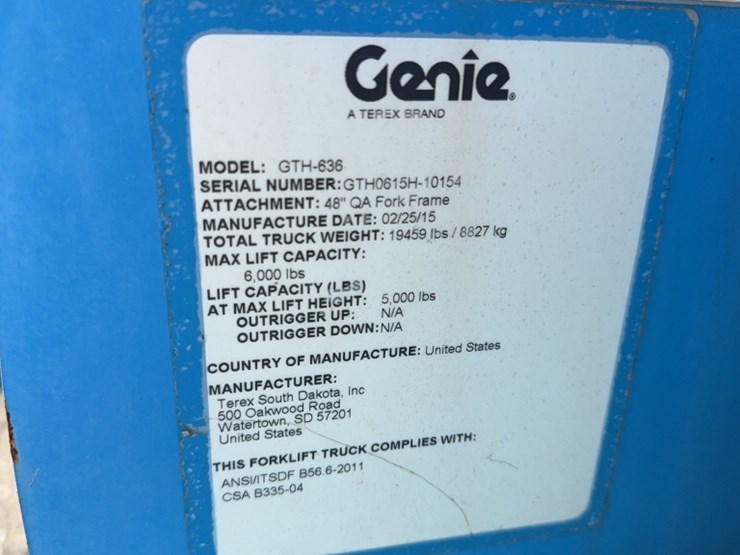 Genie.
A TEREX BRAND
MODEL: GTH-636
SERIAL NUMBER: GTH0615H-10154
ATTACHMENT: 48" QA Fork Frame
MANUFACTURE DATE: 02/25/15
TOTAL TRUCK WEIGHT: 19459 lbs / 8827 kg
MAX LIFT CAPACITY:
6,000 lbs
LIFT CAPACITY (LBS)
AT MAX LIFT HEIGHT: 5,000 lbs
OUTRIGGER UP: N/A
OUTRIGGER DOWN: N/A
COUNTRY OF MANUFACTURE: United States
MANUFACTURER:
Terex South Dakota, Inc
500 Oakwood Road
Watertown, SD 57201
United States
THIS FORKLIFT TRUCK COMPLIES WITH:
ANSI/ITSDF B56.6-2011
CSA B335-04